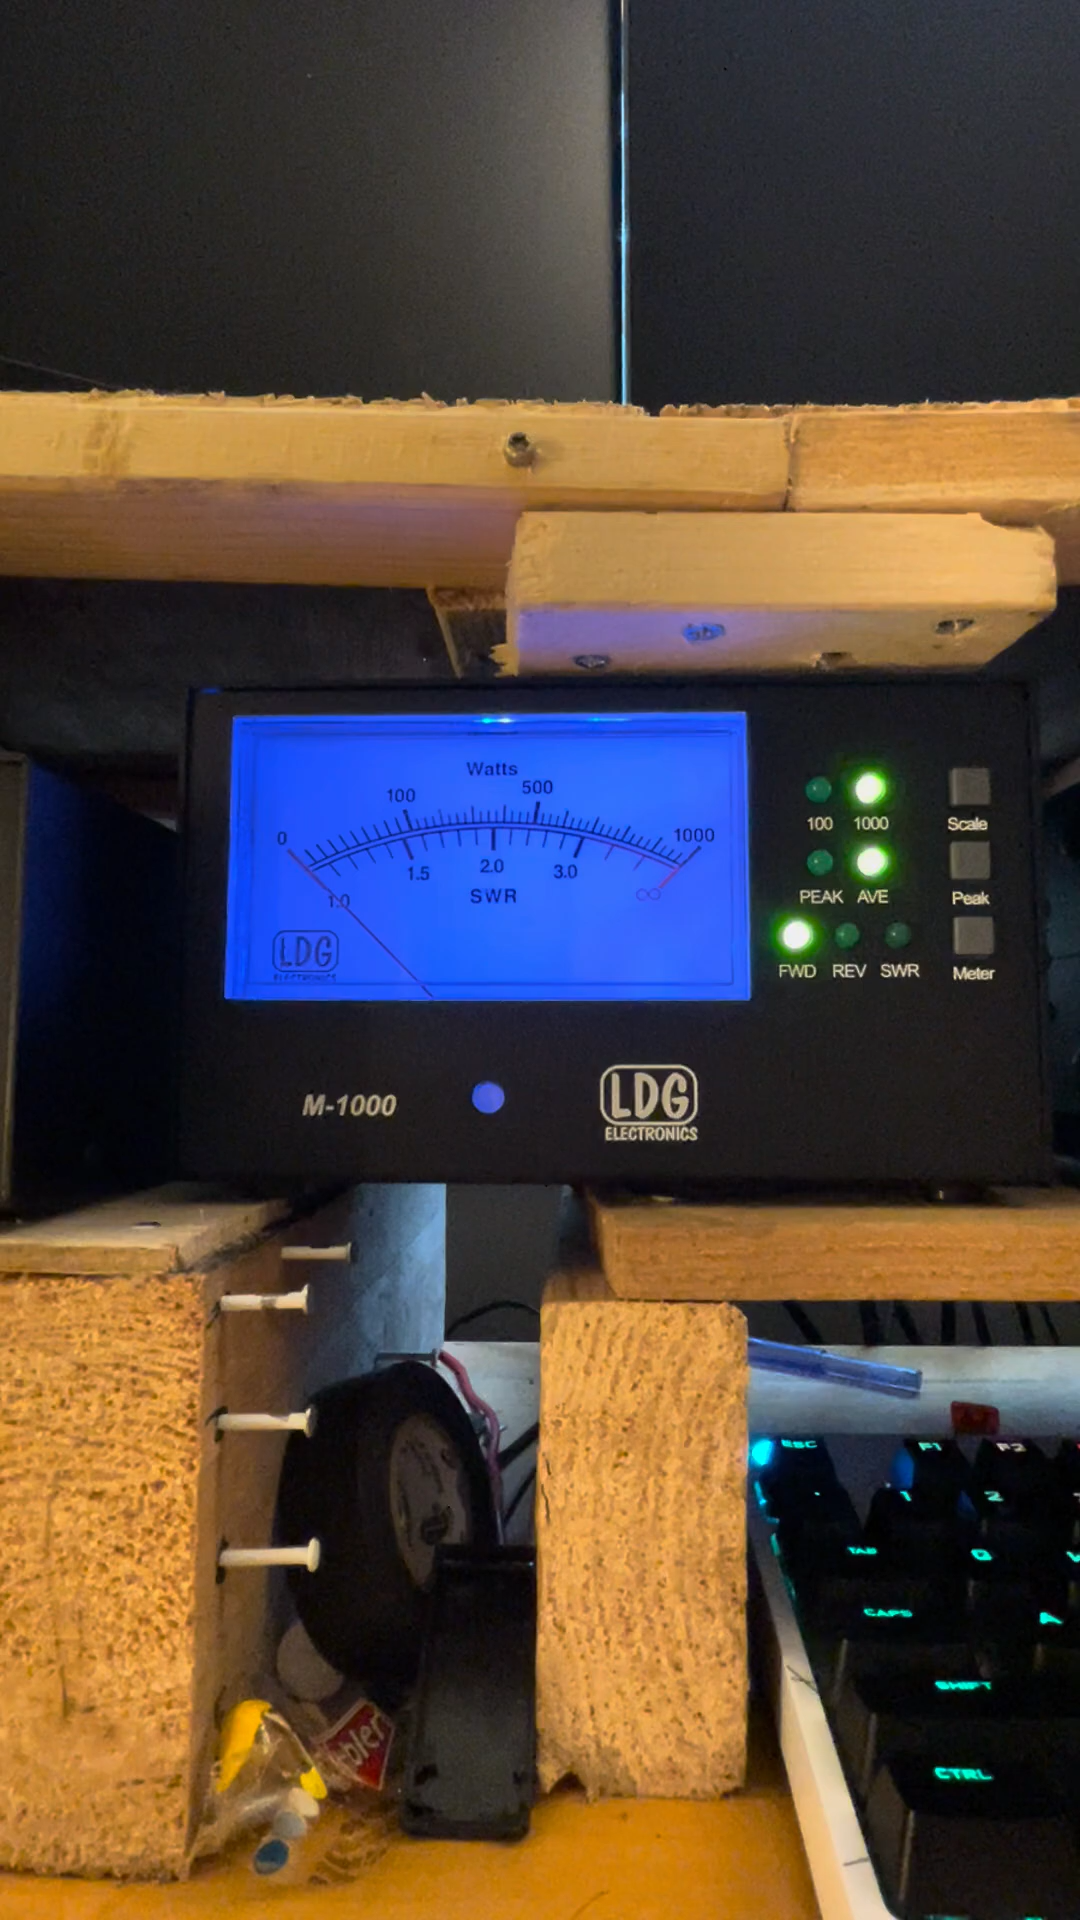 Watts
100 500
0 1000
1.0 1.5 2.0 3.0 ∞
SWR
LDG
ELECTRONICS
100 1000 Scale
PEAK AVE Peak
FWD REV SWR Meter
M-1000
LDG
ELECTRONICS
ESC F1 F2
1 2
TAB Q
CAPS A
SHIFT
CTRL